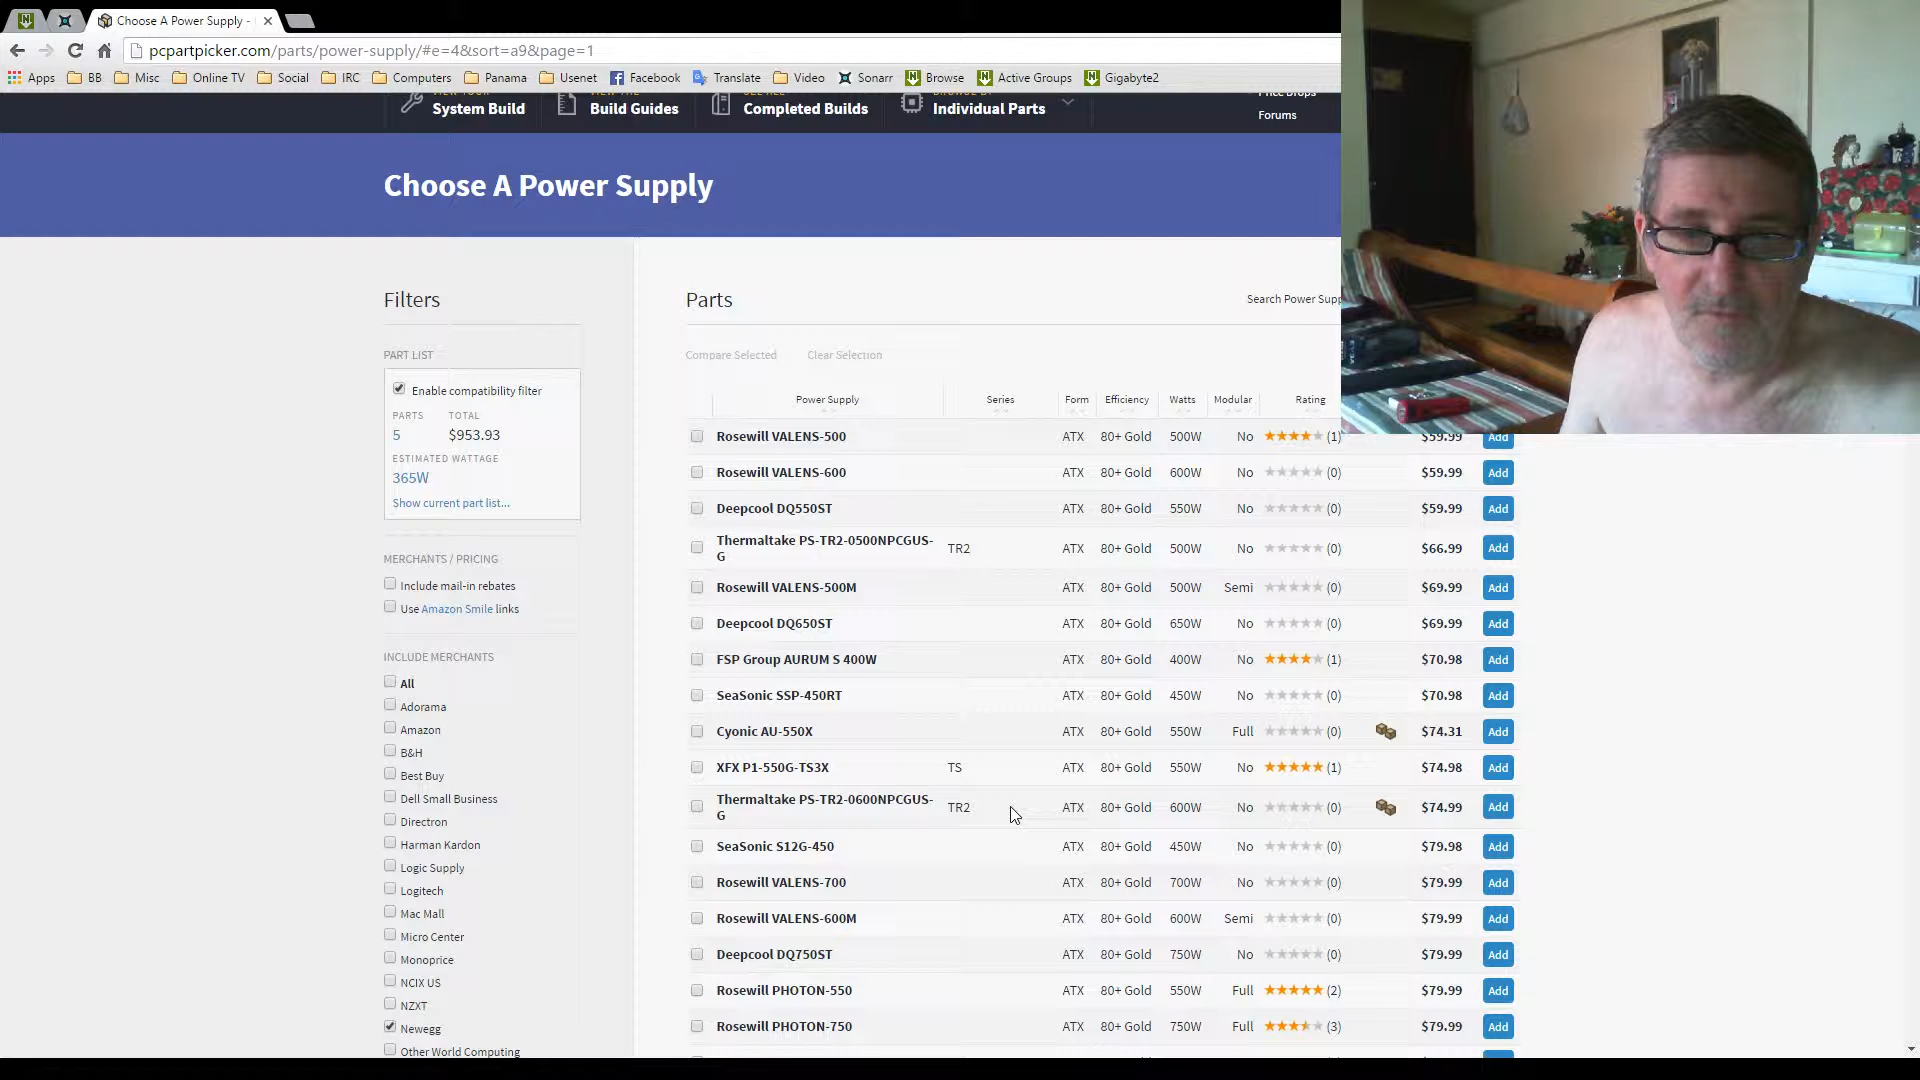 Choose A Power Supply -
pcpartpicker.com/parts/power-supply/#e=4&sort=a9&page=1
Apps BB Misc Online TV Social IRC Computers Panama Usenet Facebook Translate Video Sonarr Browse Active Groups Gigabyte2
System Build Build Guides Completed Builds Individual Parts
Price Drops
Forums
Choose A Power Supply
Filters
PART LIST
Enable compatibility filter
PARTS TOTAL
5 $953.93
ESTIMATED WATTAGE
365W
Show current part list...
MERCHANTS / PRICING
Include mail-in rebates
Use Amazon Smile links
INCLUDE MERCHANTS
All
Adorama
Amazon
B&H
Best Buy
Dell Small Business
Directron
Harman Kardon
Logic Supply
Logitech
Mac Mall
Micro Center
Monoprice
NCIX US
NZXT
Newegg
Other World Computing
Parts
Search Power
Compare Selected Clear Selection
Power Supply Series Form Efficiency Watts Modular Rating
Rosewill VALENS-500 ATX 80+ Gold 500W No (1) $59.99 Add
Rosewill VALENS-600 ATX 80+ Gold 600W No (0) $59.99 Add
Deepcool DQ550ST ATX 80+ Gold 550W No (0) $59.99 Add
Thermaltake PS-TR2-0500NPCGUS-
G TR2 ATX 80+ Gold 500W No (0) $66.99 Add
Rosewill VALENS-500M ATX 80+ Gold 500W Semi (0) $69.99 Add
Deepcool DQ650ST ATX 80+ Gold 650W No (0) $69.99 Add
FSP Group AURUM S 400W ATX 80+ Gold 400W No (1) $70.98 Add
SeaSonic SSP-450RT ATX 80+ Gold 450W No (0) $70.98 Add
Cyonic AU-550X ATX 80+ Gold 550W Full (0) $74.31 Add
XFX P1-550G-TS3X TS ATX 80+ Gold 550W No (1) $74.98 Add
Thermaltake PS-TR2-0600NPCGUS-
G TR2 ATX 80+ Gold 600W No (0) $74.99 Add
SeaSonic S12G-450 ATX 80+ Gold 450W No (0) $79.98 Add
Rosewill VALENS-700 ATX 80+ Gold 700W No (0) $79.99 Add
Rosewill VALENS-600M ATX 80+ Gold 600W Semi (0) $79.99 Add
Deepcool DQ750ST ATX 80+ Gold 750W No (0) $79.99 Add
Rosewill PHOTON-550 ATX 80+ Gold 550W Full (2) $79.99 Add
Rosewill PHOTON-750 ATX 80+ Gold 750W Full (3) $79.99 Add